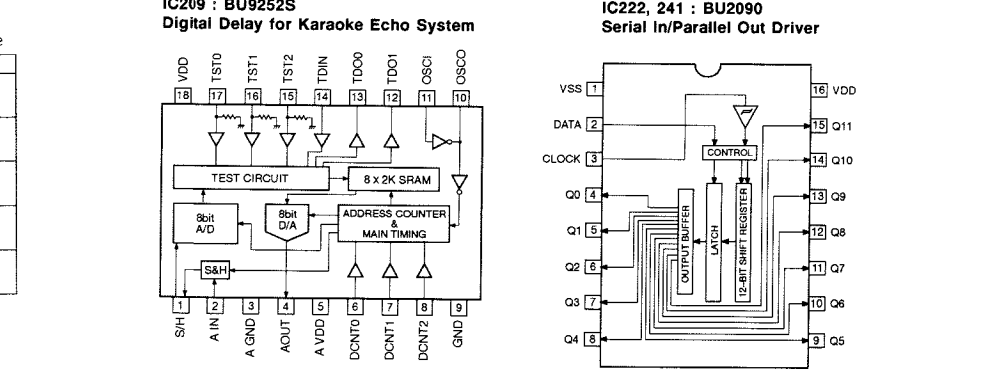 IC209 : BU9252S
Digital Delay for Karaoke Echo System
VDD TST0 TST1 TST2 TDIN TDO0 TDO1 OSCI OSCO
18 17 16 15 14 13 12 11 10
TEST CIRCUIT
8 x 2K SRAM
8bit
A/D
8bit
D/A
ADDRESS COUNTER
&
MAIN TIMING
S&H
1 2 3 4 5 6 7 8 9
S/H A IN A GND AOUT A VDD DCNT0 DCNT1 DCNT2 GND
IC222, 241 : BU2090
Serial In/Parallel Out Driver
VSS 1
16 VDD
DATA 2
15 Q11
CLOCK 3
CONTROL
14 Q10
Q0 4
13 Q9
Q1 5
12 Q8
OUTPUT BUFFER
LATCH
12-BIT SHIFT REGISTER
Q2 6
11 Q7
Q3 7
10 Q6
Q4 8
9 Q5